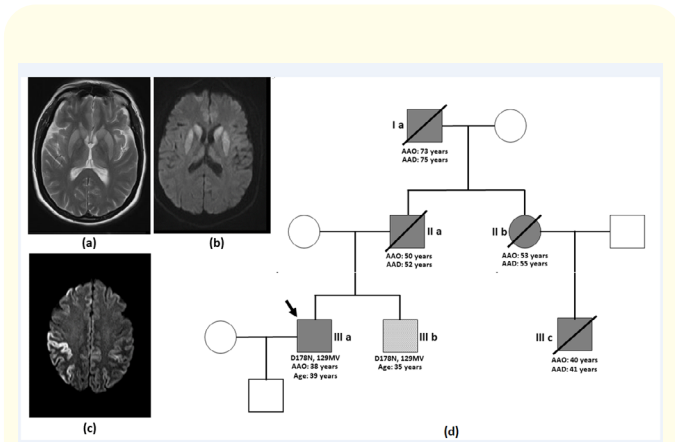 (a)
(b)
(c)
I a
AAO: 73 years
AAD: 75 years
II a
AAO: 50 years
AAD: 52 years
II b
AAO: 53 years
AAD: 55 years
III a
D178N, 129MV
AAO: 38 years
Age: 39 years
III b
D178N, 129MV
Age: 35 years
III c
AAO: 40 years
AAD: 41 years
(d)